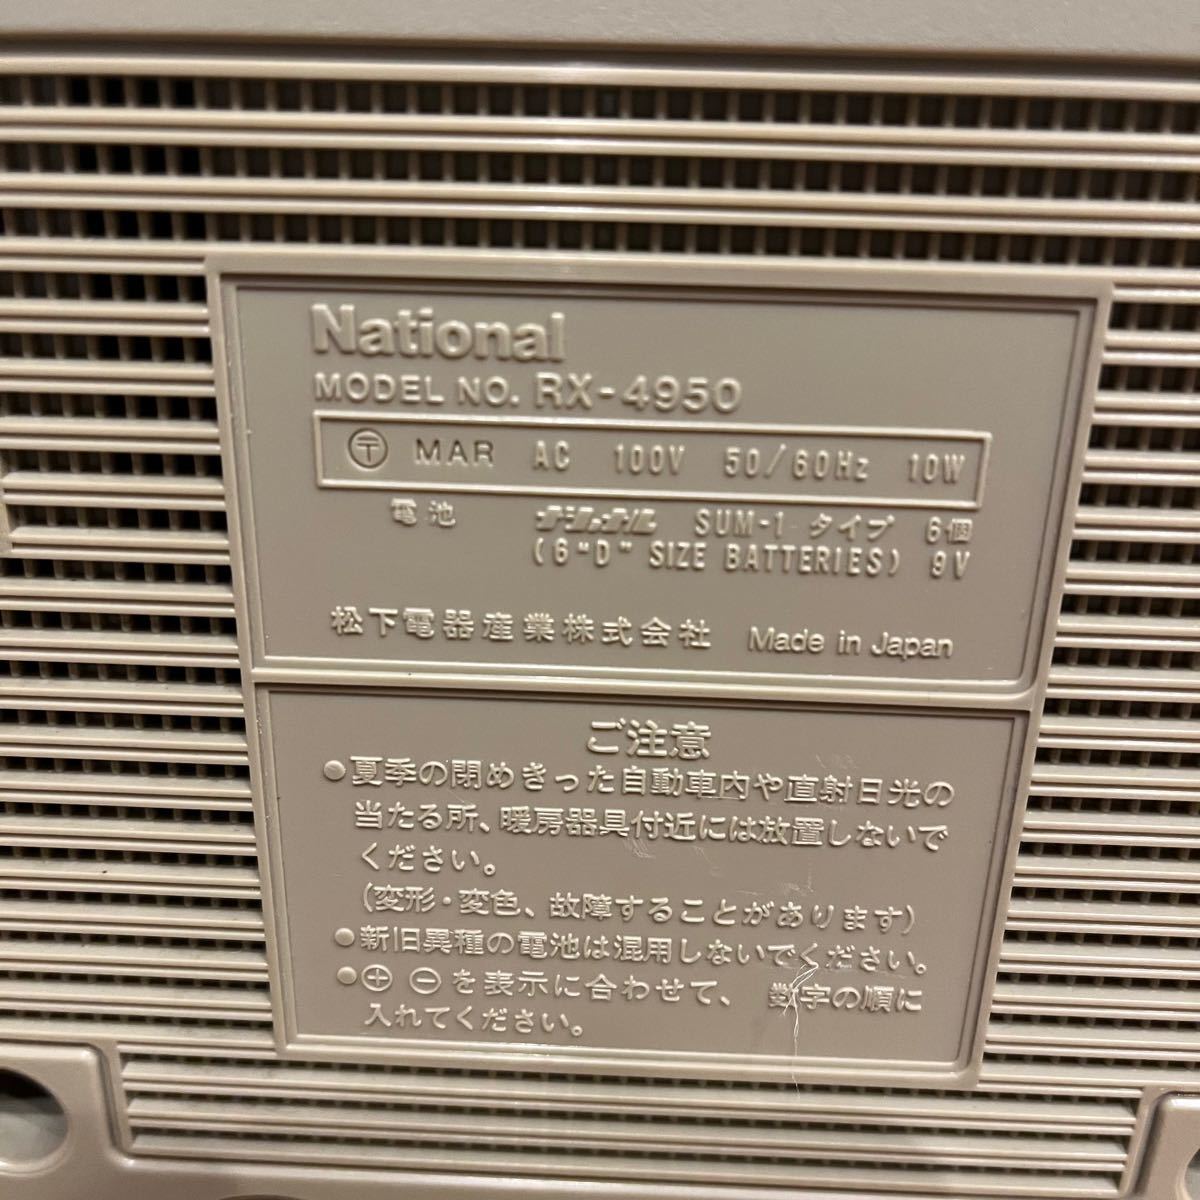 National
MODEL NO. RX-4950
〒 MAR AC 100V 50/60Hz 10W
電池 ナショナル SUM-1 タイプ 6個
(6 "D" SIZE BATTERIES) 9V
松下電器産業株式会社 Made in Japan
ご注意
●夏季の閉めきった自動車内や直射日光の
当たる所、暖房器具付近には放置しないで
ください。
(変形・変色、故障することがあります)
●新旧異種の電池は混用しないでください。
●⊕ ⊖を表示に合わせて、 数字の順に
入れてください。